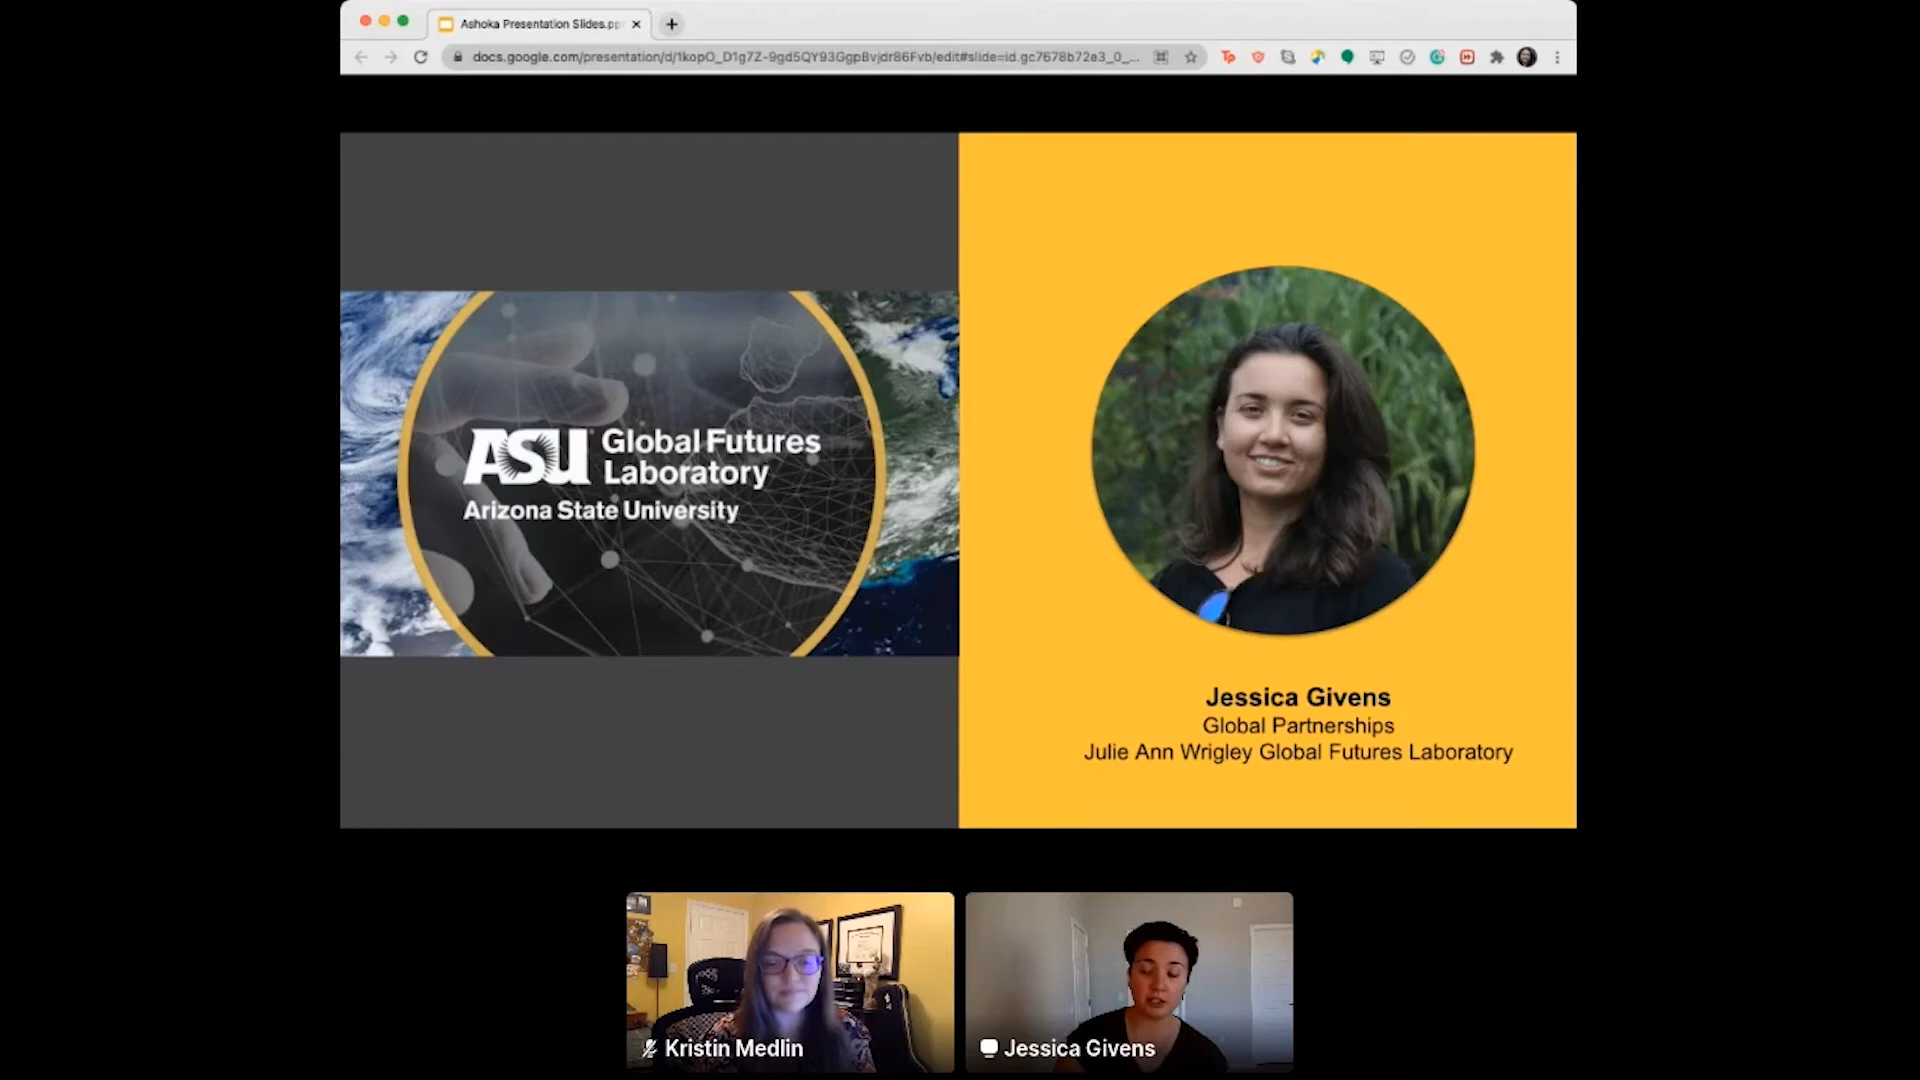 Ashoka Presentation Slides.pp
docs.google.com/presentation/d/1kopO_D1g7Z-9gd5QY93GgpBvjdr86Fvb/edit#slide=id.gc7678b72e3_0_...
Tp
ASU Global Futures
Laboratory
Arizona State University
Jessica Givens
Global Partnerships
Julie Ann Wrigley Global Futures Laboratory
Kristin Medlin
Jessica Givens